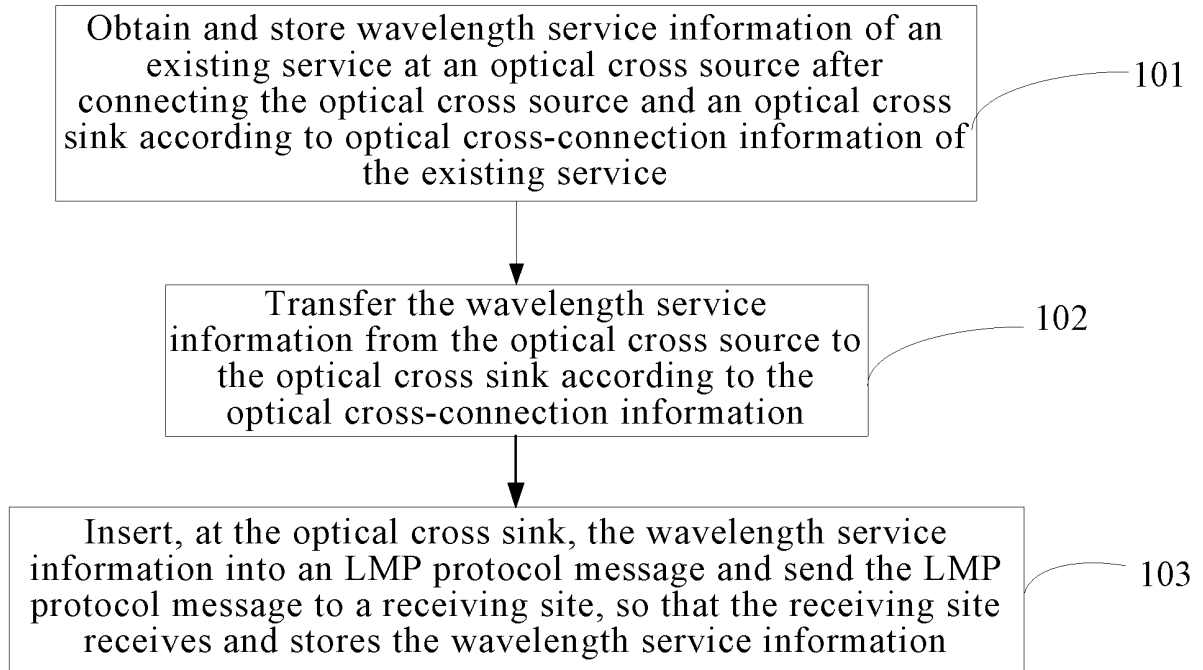 Obtain and store wavelength service information of an
existing service at an optical cross source after
connecting the optical cross source and an optical cross
sink according to optical cross-connection information of
the existing service
101
Transfer the wavelength service
information from the optical cross source to
the optical cross sink according to the
optical cross-connection information
102
Insert, at the optical cross sink, the wavelength service
information into an LMP protocol message and send the LMP
protocol message to a receiving site, so that the receiving site
receives and stores the wavelength service information
103